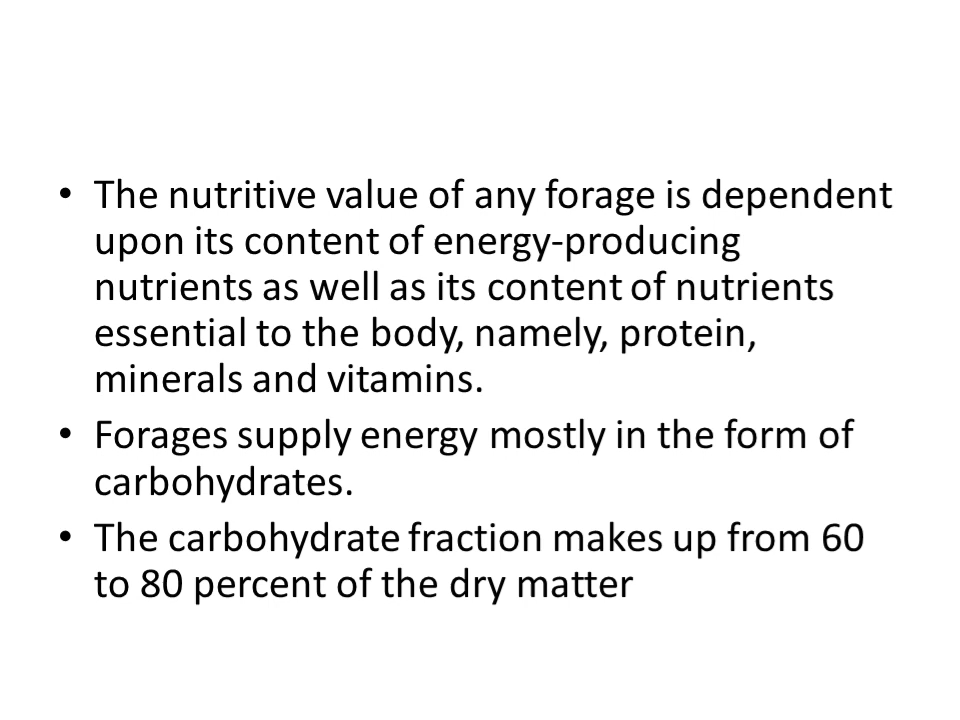 • The nutritive value of any forage is dependent
upon its content of energy-producing
nutrients as well as its content of nutrients
essential to the body, namely, protein,
minerals and vitamins.
• Forages supply energy mostly in the form of
carbohydrates.
• The carbohydrate fraction makes up from 60
to 80 percent of the dry matter